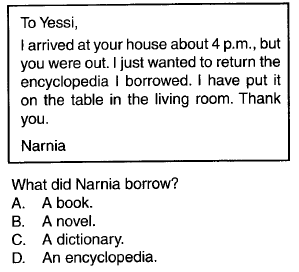 To Yessi,
I arrived at your house about 4 p.m., but
you were out. I just wanted to return the
encyclopedia I borrowed. I have put it
on the table in the living room. Thank
you.
Narnia
What did Narnia borrow?
A. A book.
B. A novel.
C. A dictionary.
D. An encyclopedia.